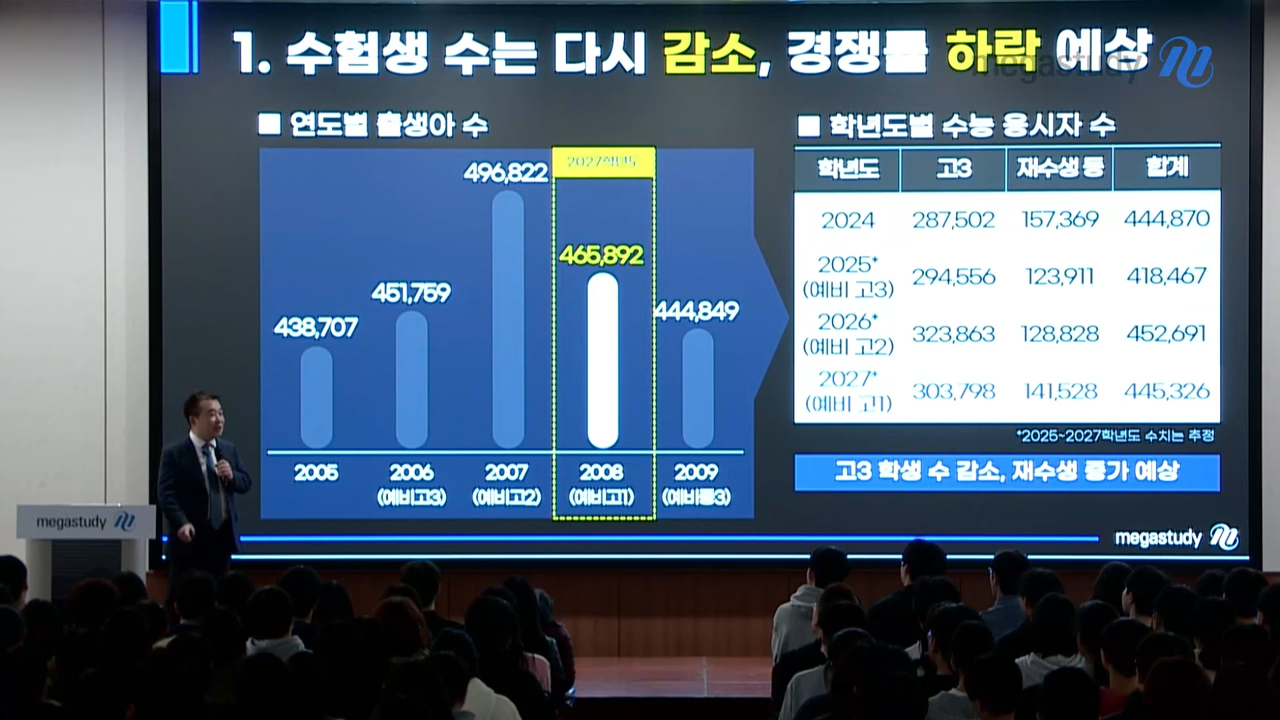 1. 수험생 수는 다시 감소, 경쟁률 하락 예상
megastudy
■ 연도별 출생아 수
2027학년도
438,707
451,759
496,822
465,892
444,849
2005
2006
(예비고3)
2007
(예비고2)
2008
(예비고1)
2009
(예비중3)
■ 학년도별 수능 응시자 수
학년도 고3 재수생 등 합계
2024 287,502 157,369 444,870
2025*
(예비 고3) 294,556 123,911 418,467
2026*
(예비 고2) 323,863 128,828 452,691
2027*
(예비 고1) 303,798 141,528 445,326
*2025~2027학년도 수치는 추정
고3 학생 수 감소, 재수생 증가 예상
megastudy
megastudy